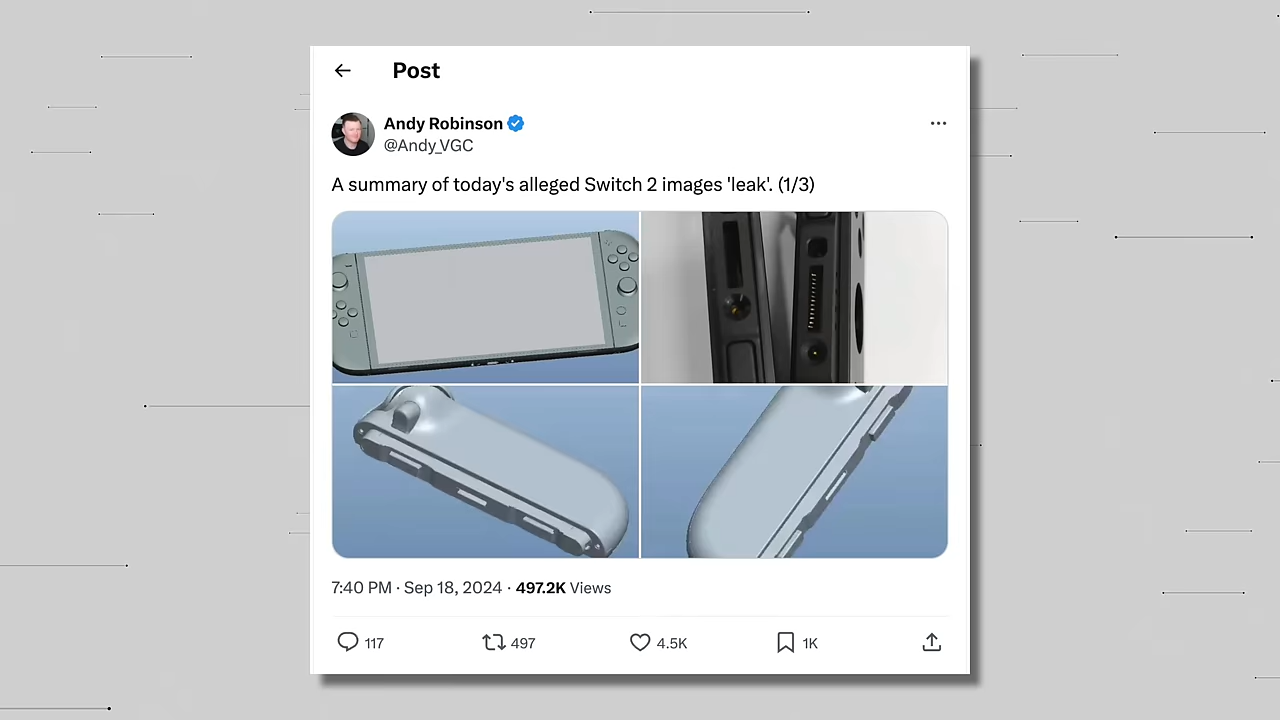 Post
Andy Robinson
@Andy_VGC
A summary of today's alleged Switch 2 images 'leak'. (1/3)
7:40 PM · Sep 18, 2024 · 497.2K Views
117 497 4.5K 1K